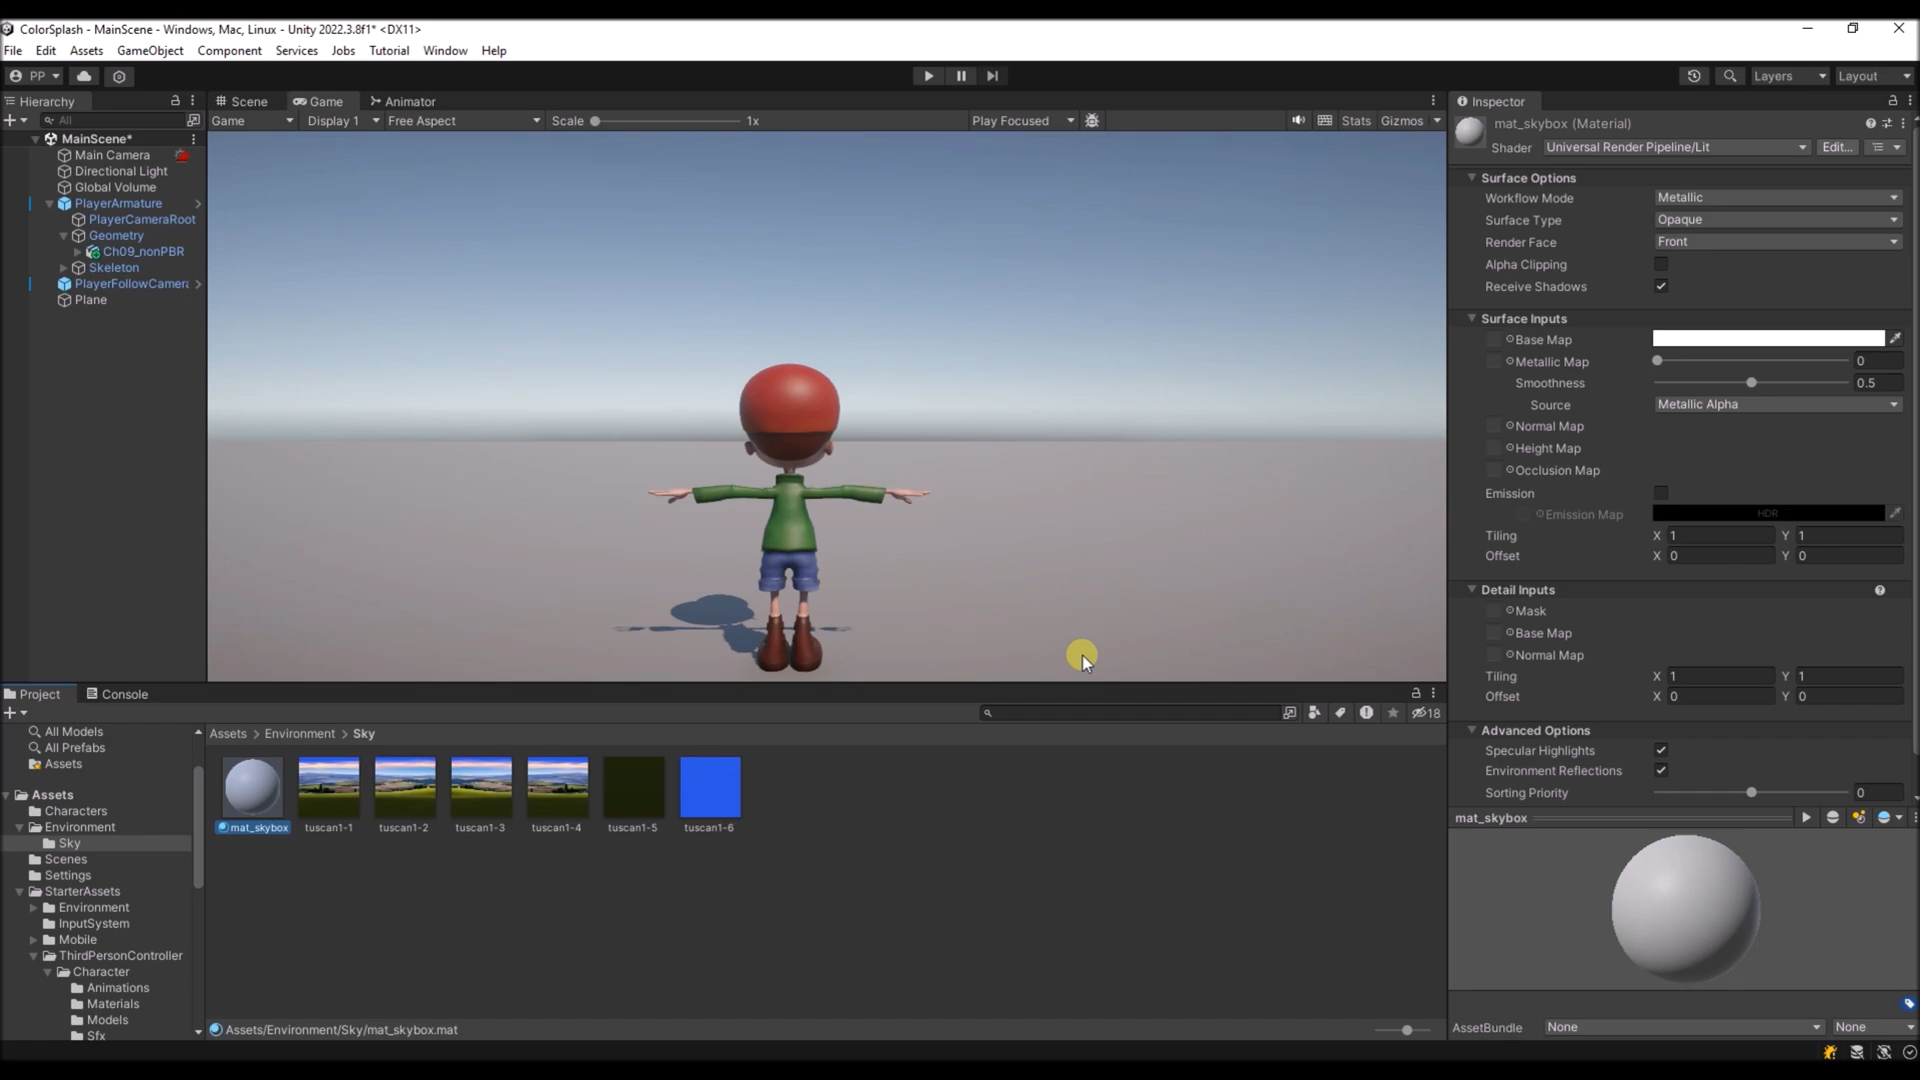 ColorSplash - MainScene - Windows, Mac, Linux - Unity 2022.3.8f1* <DX11>
File Edit Assets GameObject Component Services Jobs Tutorial Window Help
PP
Layers
Layout
Hierarchy
All
MainScene*
Main Camera
Directional Light
Global Volume
PlayerArmature
PlayerCameraRoot
Geometry
Ch09_nonPBR
Skeleton
PlayerFollowCamera
Plane
Scene
Game
Animator
Game
Display 1
Free Aspect
Scale
1x
Play Focused
Stats
Gizmos
Inspector
mat_skybox (Material)
Shader
Universal Render Pipeline/Lit
Edit...
Surface Options
Workflow Mode
Metallic
Surface Type
Opaque
Render Face
Front
Alpha Clipping
Receive Shadows
Surface Inputs
Base Map
Metallic Map
0
Smoothness
0.5
Source
Metallic Alpha
Normal Map
Height Map
Occlusion Map
Emission
Emission Map
HDR
Tiling X 1 Y 1
Offset X 0 Y 0
Detail Inputs
Mask
Base Map
Normal Map
Tiling X 1 Y 1
Offset X 0 Y 0
Advanced Options
Specular Highlights
Environment Reflections
Sorting Priority
0
mat_skybox
AssetBundle
None
None
Project
Console
18
All Models
All Prefabs
Assets
Assets
Characters
Environment
Sky
Scenes
Settings
StarterAssets
Environment
InputSystem
Mobile
ThirdPersonController
Character
Animations
Materials
Models
Sfx
Assets > Environment > Sky
mat_skybox
tuscan1-1
tuscan1-2
tuscan1-3
tuscan1-4
tuscan1-5
tuscan1-6
Assets/Environment/Sky/mat_skybox.mat